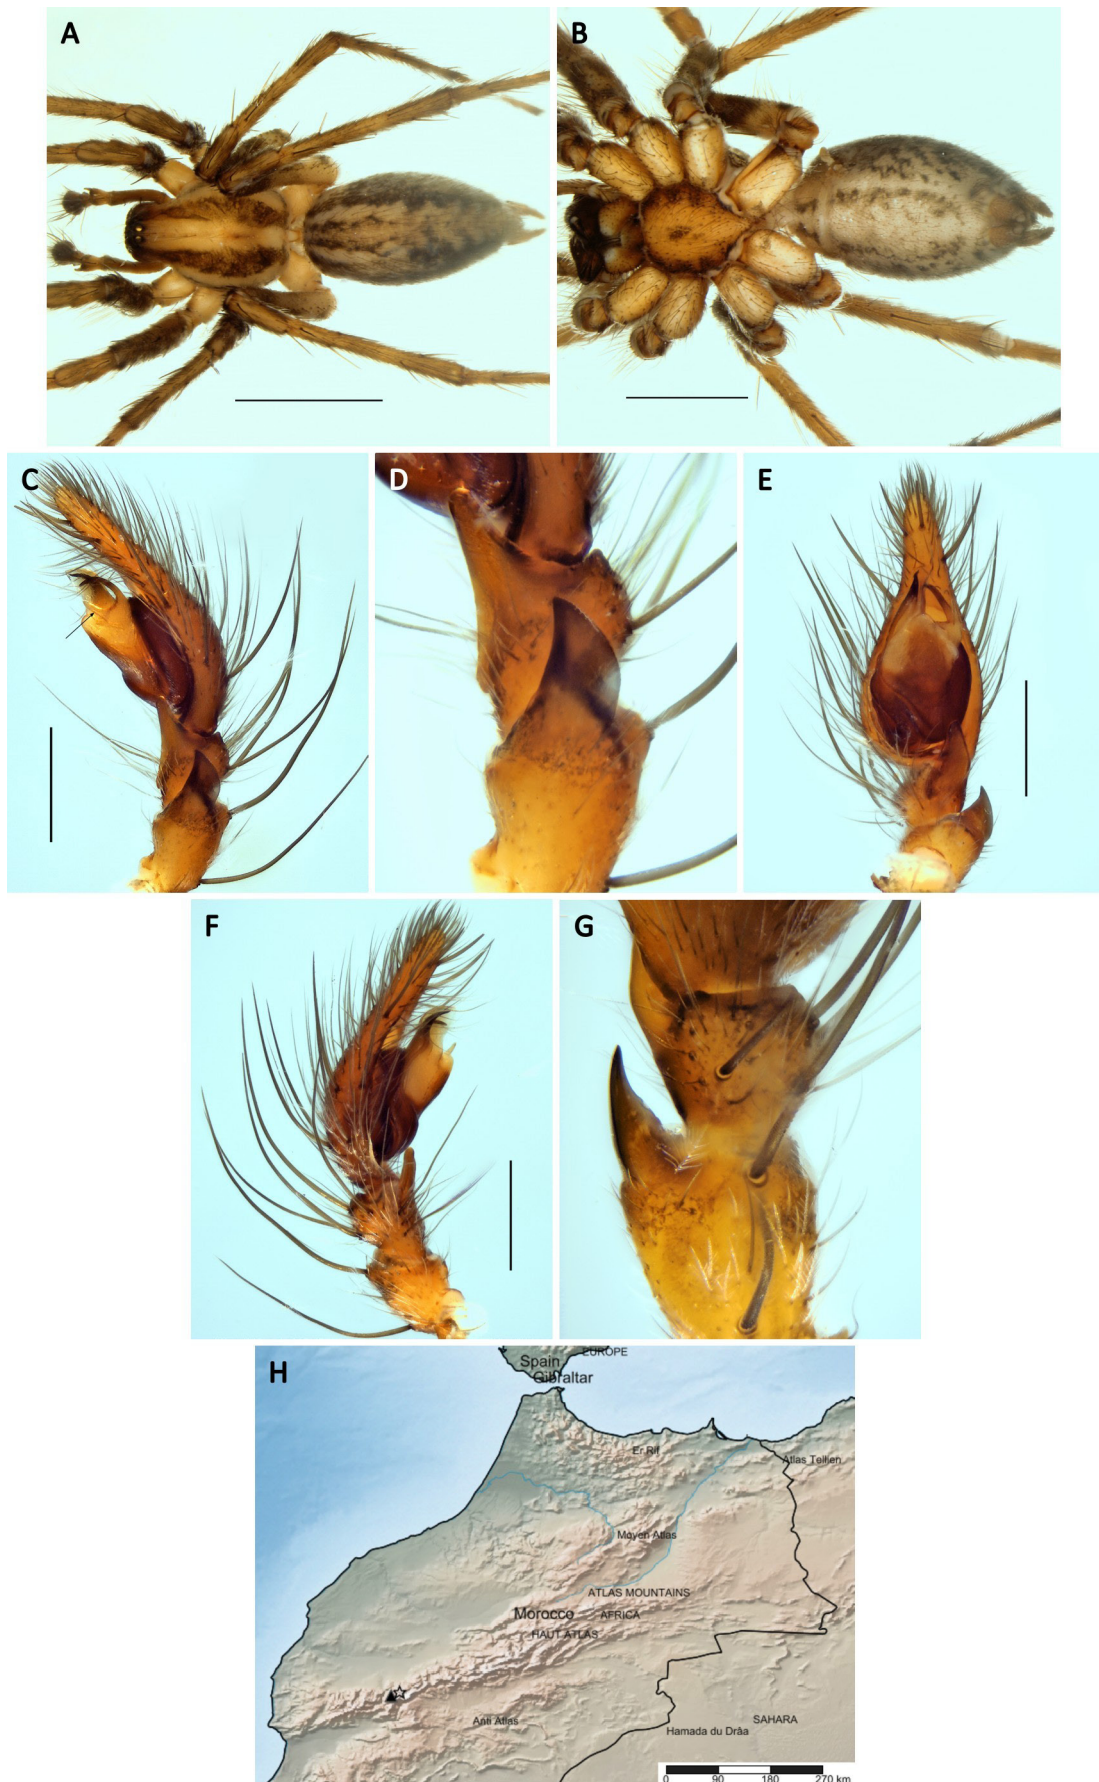 A
B
C
D
E
F
G
H
EUROPE
Spain
Gibraltar
Er Rif
Atlas Tellien
Moyen Atlas
ATLAS MOUNTAINS
Morocco
AFRICA
HAUT ATLAS
Anti Atlas
SAHARA
Hamada du Drâa
0 90 180 270 km